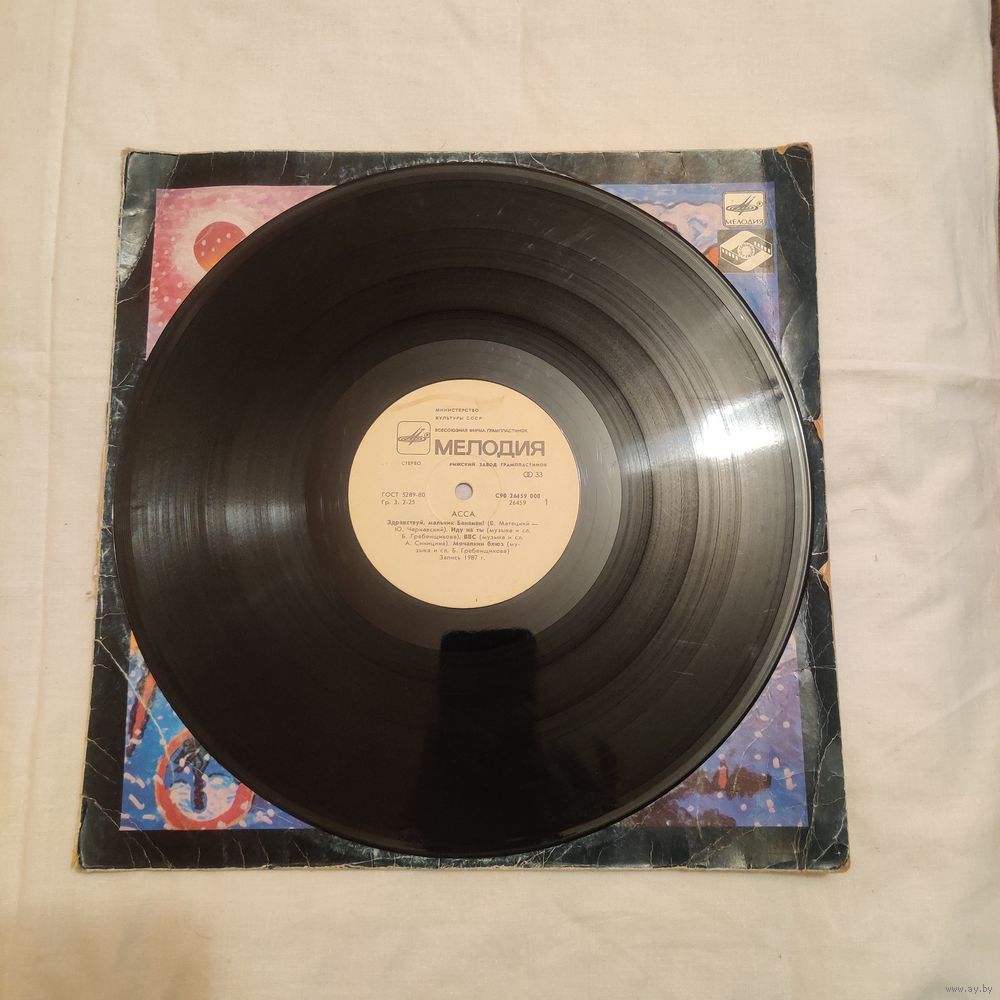 МЕЛОДИЯ
МИНИСТЕРСТВО
КУЛЬТУРЫ СССР
ВСЕСОЮЗНАЯ ФИРМА ГРАМПЛАСТИНОК
МЕЛОДИЯ
СТЕРЕО
РИЖСКИЙ ЗАВОД ГРАМПЛАСТИНОК
33
ГОСТ 5289-80
С90 26459 000
Гр. 3. 2-25
26459
1
АССА
Здравствуй, мальчик Бананан! (В. Матецкий —
Ю. Чернавский). Иду на ты (музыка и сл.
Б. Гребенщикова). ВВС (музыка и сл.
А. Синицина). Мочалкин блюз (му-
зыка и сл. Б. Гребенщикова)
Запись 1987 г.
www.ay.by